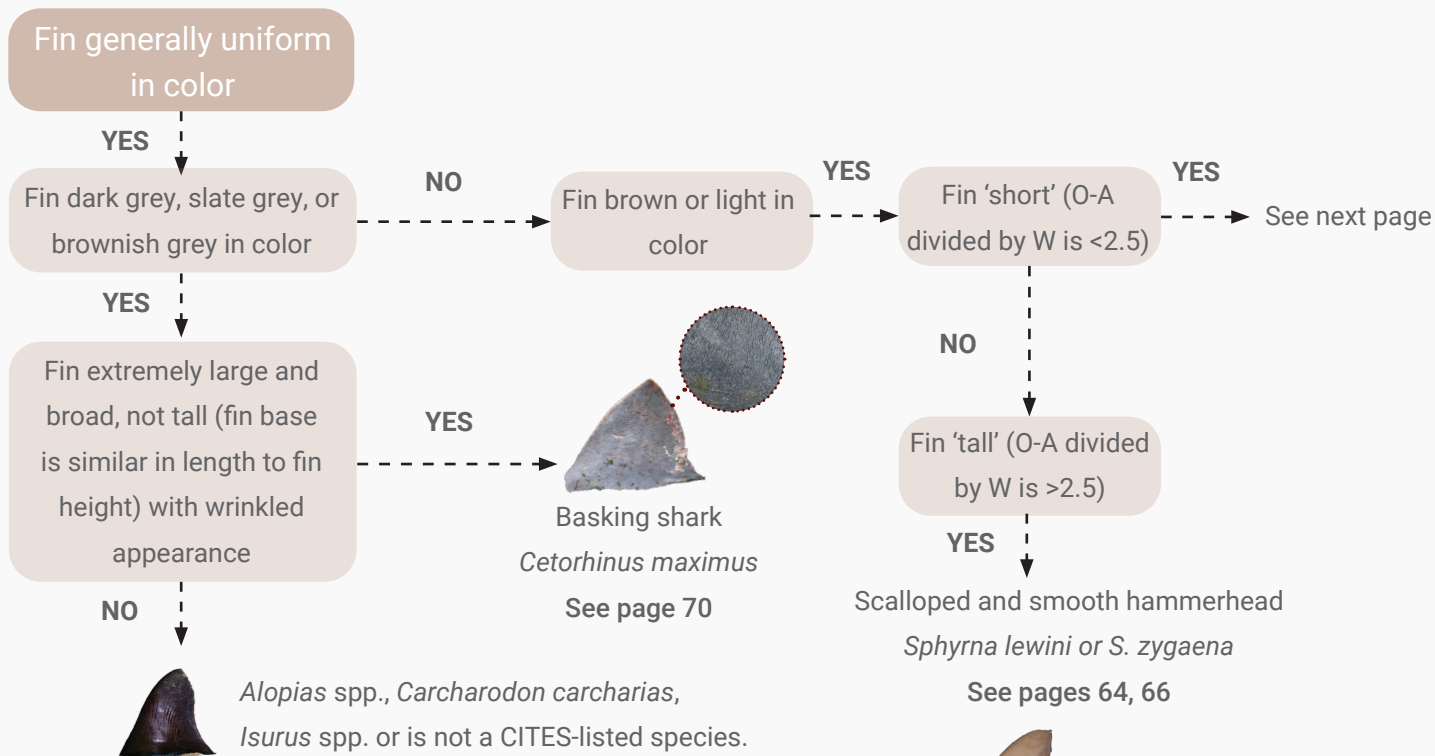 Fin generally uniform
in color
YES
Fin dark grey, slate grey, or
brownish grey in color
NO
Fin brown or light in
color
YES
Fin ‘short’ (O-A
divided by W is <2.5)
YES
See next page
YES
Fin extremely large and
broad, not tall (fin base
is similar in length to fin
height) with wrinkled
appearance
YES
Basking shark
Cetorhinus maximus
See page 70
NO
Fin ‘tall’ (O-A divided
by W is >2.5)
YES
Scalloped and smooth hammerhead
Sphyrna lewini or S. zygaena
See pages 64, 66
NO
Alopias spp., Carcharodon carcharias,
Isurus spp. or is not a CITES-listed species.